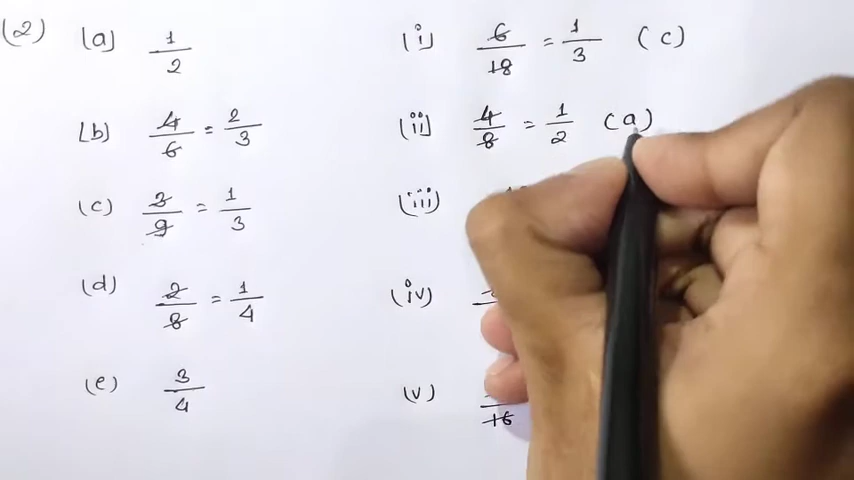 (2) (a) 1/2 (i) 6/18 = 1/3 (c)
(b) 4/6 = 2/3 (ii) 4/8 = 1/2 (a)
(c) 3/9 = 1/3 (iii)
(d) 2/8 = 1/4 (iv)
(e) 3/4 (v) /16